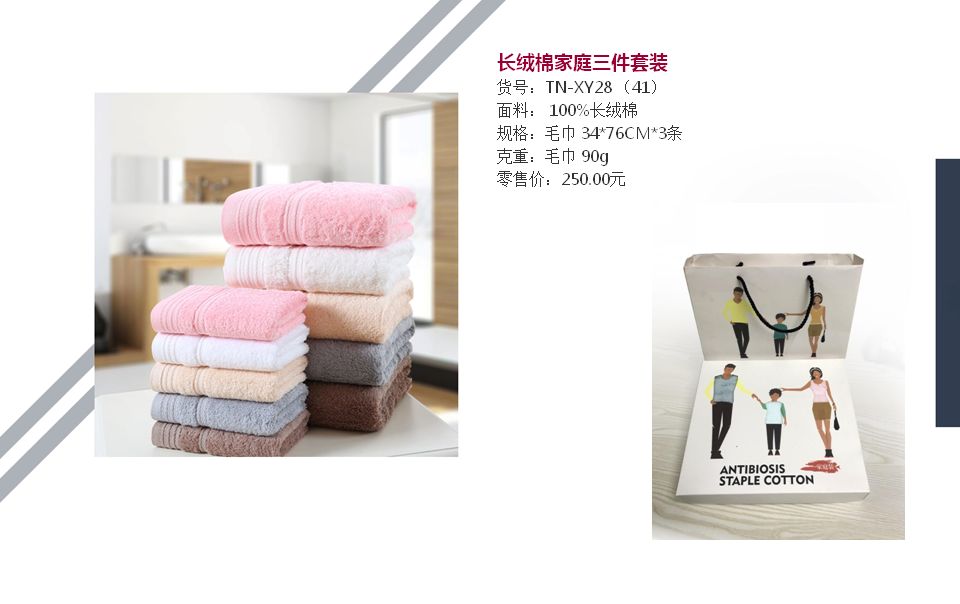 长绒棉家庭三件套装
货号：TN-XY28（41）
面料： 100%长绒棉
规格：毛巾 34*76CM*3条
克重：毛巾 90g
零售价：250.00元
ANTIBIOSIS
STAPLE COTTON